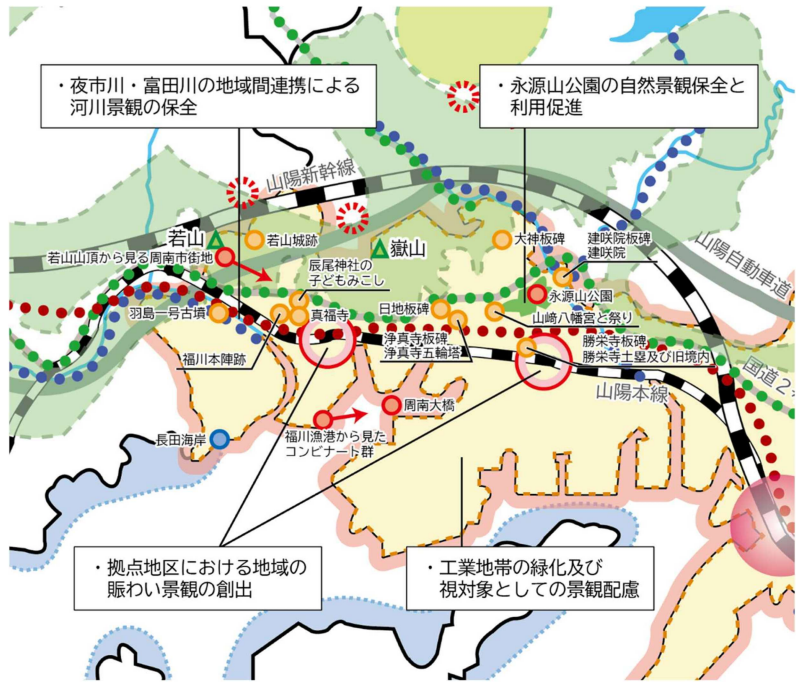 ・夜市川・富田川の地域間連携による
河川景観の保全
・永源山公園の自然景観保全と
利用促進
山陽新幹線
若山
若山城跡
嶽山
大神板碑
建咲院板碑
建咲院
山陽自動車道
若山山頂から見る周南市街地
辰尾神社の
子どもみこし
永源山公園
羽島一号古墳
真福寺
日地板碑
山﨑八幡宮と祭り
福川本陣跡
浄真寺板碑
浄真寺五輪塔
勝栄寺板碑
勝栄寺土塁及び旧境内
国道2
山陽本線
周南大橋
長田海岸
福川漁港から見た
コンビナート群
・拠点地区における地域の
賑わい景観の創出
・工業地帯の緑化及び
視対象としての景観配慮